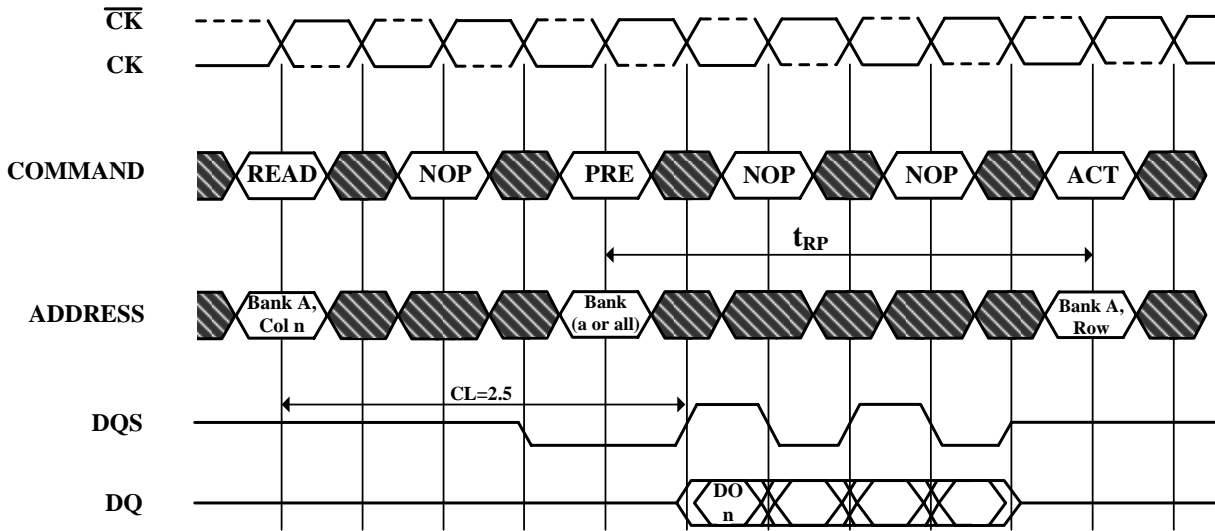 CK
CK
COMMAND READ NOP PRE NOP NOP ACT
tRP
ADDRESS Bank A, Col n Bank (a or all) Bank A, Row
CL=2.5
DQS
DQ DO n